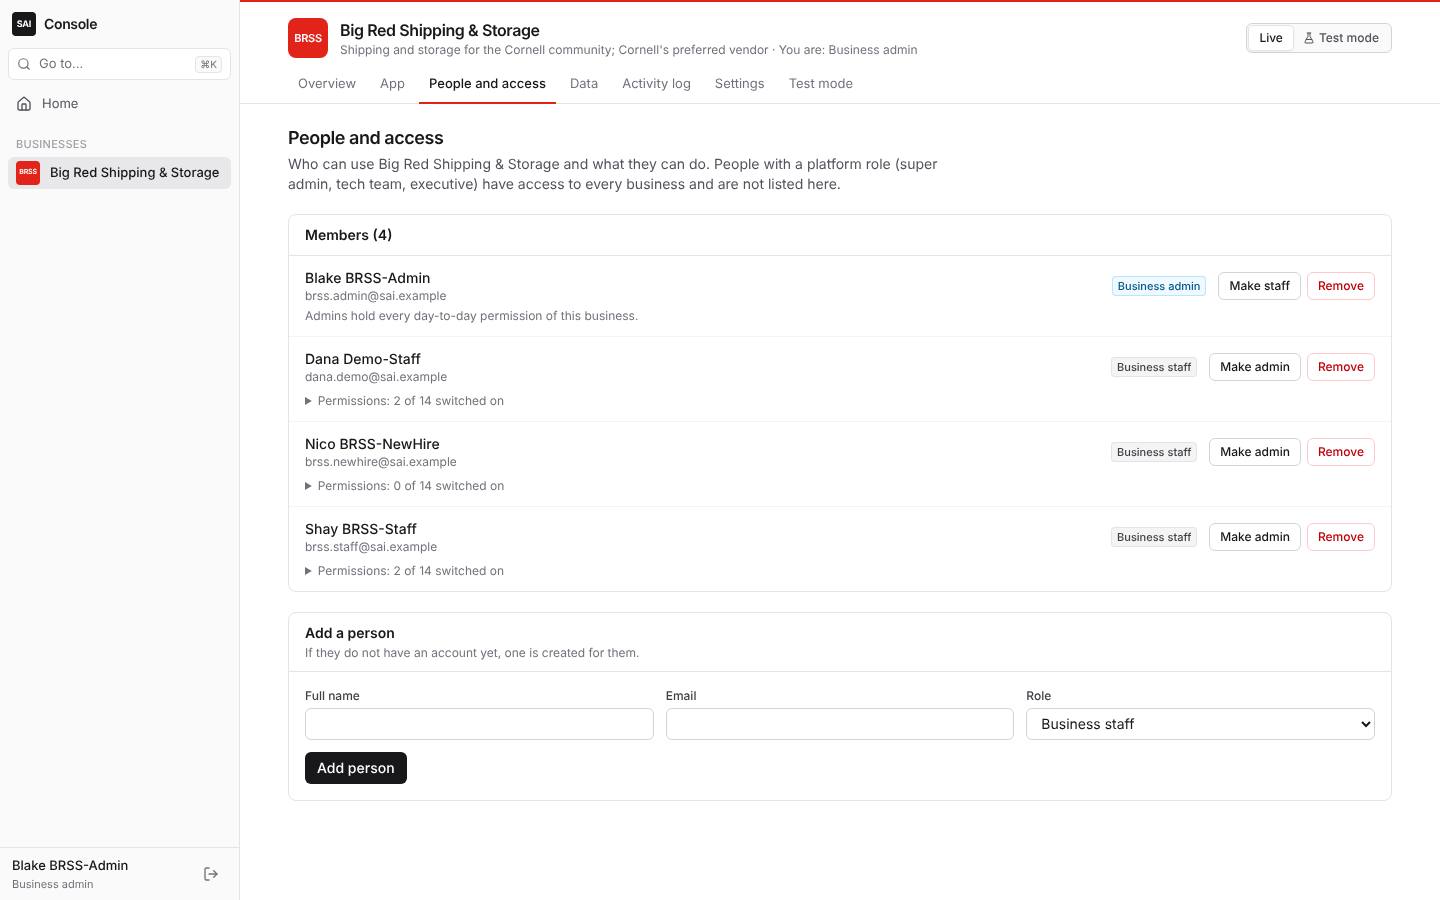 SAI Console
Go to... ⌘K
Home
BUSINESSES
BRSS Big Red Shipping & Storage
Blake BRSS-Admin
Business admin
BRSS
Big Red Shipping & Storage
Shipping and storage for the Cornell community; Cornell's preferred vendor · You are: Business admin
Live Test mode
Overview App People and access Data Activity log Settings Test mode
People and access
Who can use Big Red Shipping & Storage and what they can do. People with a platform role (super
admin, tech team, executive) have access to every business and are not listed here.
Members (4)
Blake BRSS-Admin
brss.admin@sai.example
Admins hold every day-to-day permission of this business.
Business admin Make staff Remove
Dana Demo-Staff
dana.demo@sai.example
Permissions: 2 of 14 switched on
Business staff Make admin Remove
Nico BRSS-NewHire
brss.newhire@sai.example
Permissions: 0 of 14 switched on
Business staff Make admin Remove
Shay BRSS-Staff
brss.staff@sai.example
Permissions: 2 of 14 switched on
Business staff Make admin Remove
Add a person
If they do not have an account yet, one is created for them.
Full name Email Role
Business staff
Add person